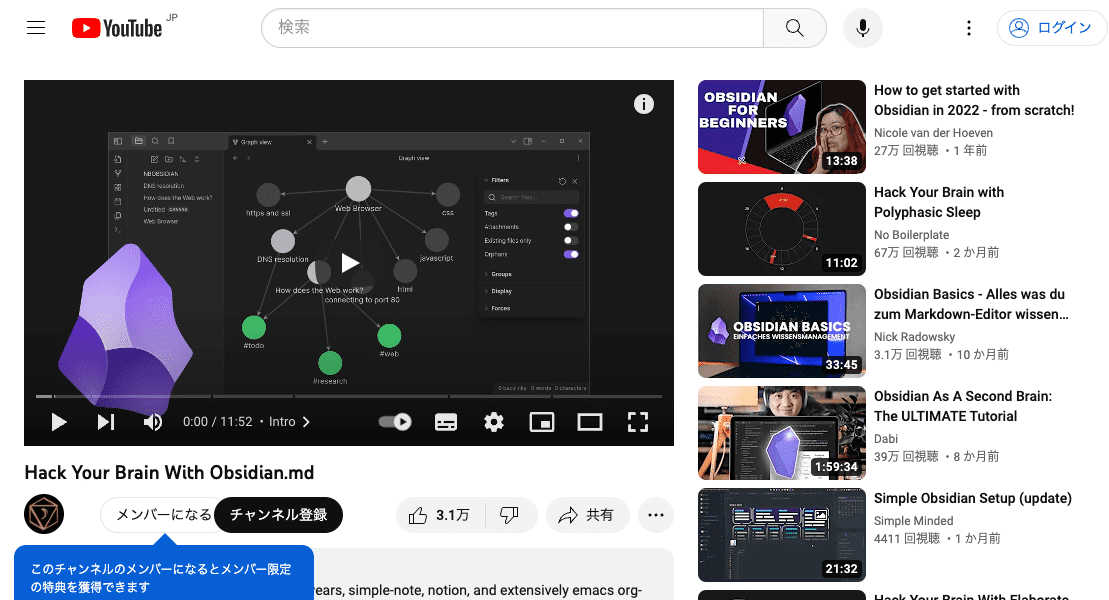 YouTube JP
検索
ログイン
Graph view
Graph view
NBOBSIDIAN
DNS resolution
How does the Web work?
Untitled CANVAS
Web Browser
https and ssl
Web Browser
css
DNS resolution
javascript
How does the Web work?
html
connecting to port 80
#todo
#web
#research
Filters
Search files...
Tags
Attachments
Existing files only
Orphans
Groups
Display
Forces
0 backlinks 0 words 0 characters
0:00 / 11:52 • Intro
Hack Your Brain With Obsidian.md
メンバーになる
チャンネル登録
3.1万
共有
このチャンネルのメンバーになるとメンバー限定
の特典を獲得できます
years, simple-note, notion, and extensively emacs org-
OBSIDIAN
FOR
BEGINNERS
13:38
How to get started with
Obsidian in 2022 - from scratch!
Nicole van der Hoeven
27万 回視聴 • 1 年前
11:02
Hack Your Brain with
Polyphasic Sleep
No Boilerplate
67万 回視聴 • 2 か月前
OBSIDIAN BASICS
EINFACHES WISSENSMANAGEMENT
33:45
Obsidian Basics - Alles was du
zum Markdown-Editor wissen...
Nick Radowsky
3.1万 回視聴 • 10 か月前
1:59:34
Obsidian As A Second Brain:
The ULTIMATE Tutorial
Dabi
39万 回視聴 • 8 か月前
21:32
Simple Obsidian Setup (update)
Simple Minded
4411 回視聴 • 1 か月前
Hack Your Brain With Elaborate